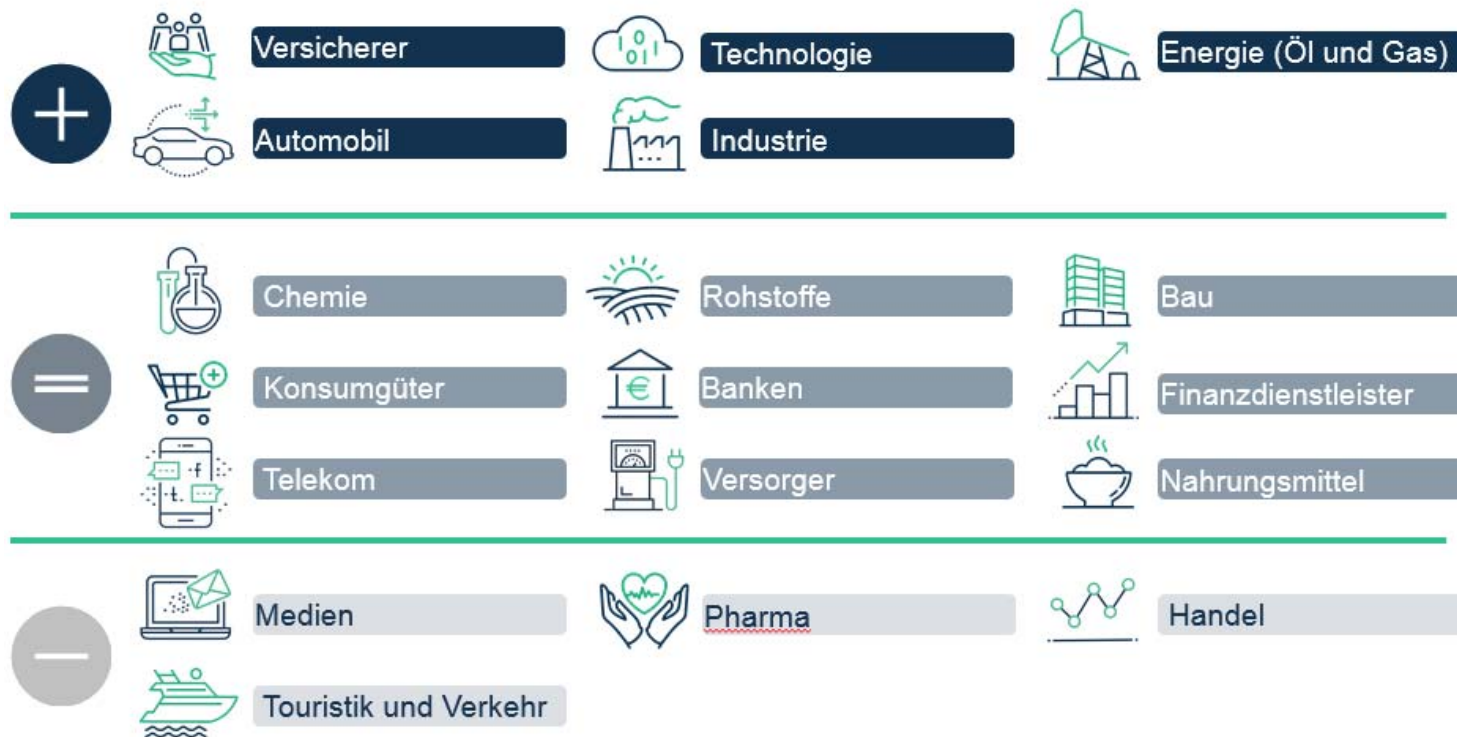 Versicherer
Technologie
Energie (Öl und Gas)
Automobil
Industrie
Chemie
Rohstoffe
Bau
Konsumgüter
Banken
Finanzdienstleister
Telekom
Versorger
Nahrungsmittel
Medien
Pharma
Handel
Touristik und Verkehr